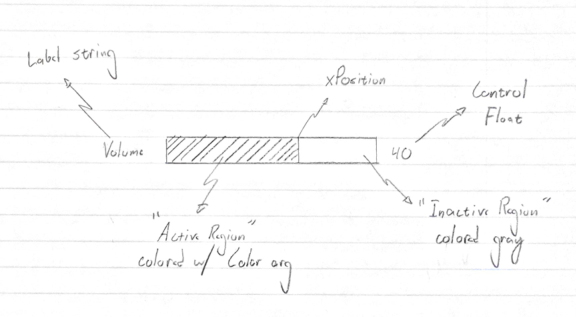 Label string
xPosition
Control
Float
Volume
40
"Active Region"
colored w/ Color arg
"Inactive Region"
colored gray